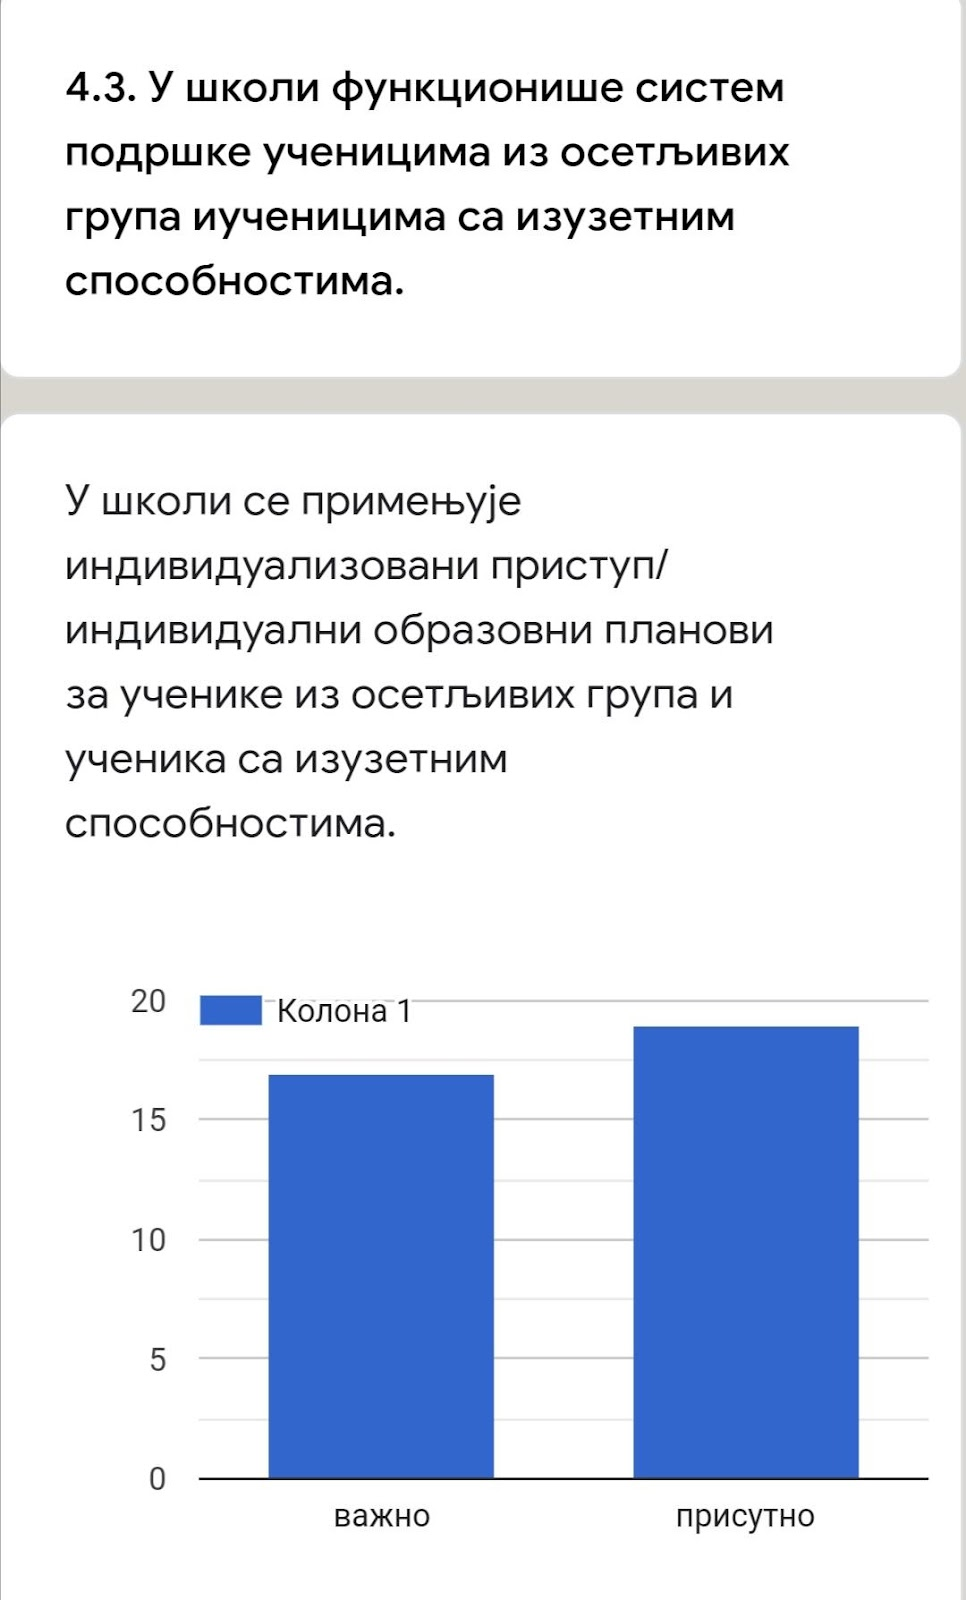 4.3. У школи функционише систем
подршке ученицима из осетљивих
група иученицима са изузетним
способностима.
У школи се примењује
индивидуализовани приступ/
индивидуални образовни планови
за ученике из осетљивих група и
ученика са изузетним
способностима.
20
Колона 1
15
10
5
0
важно
присутно